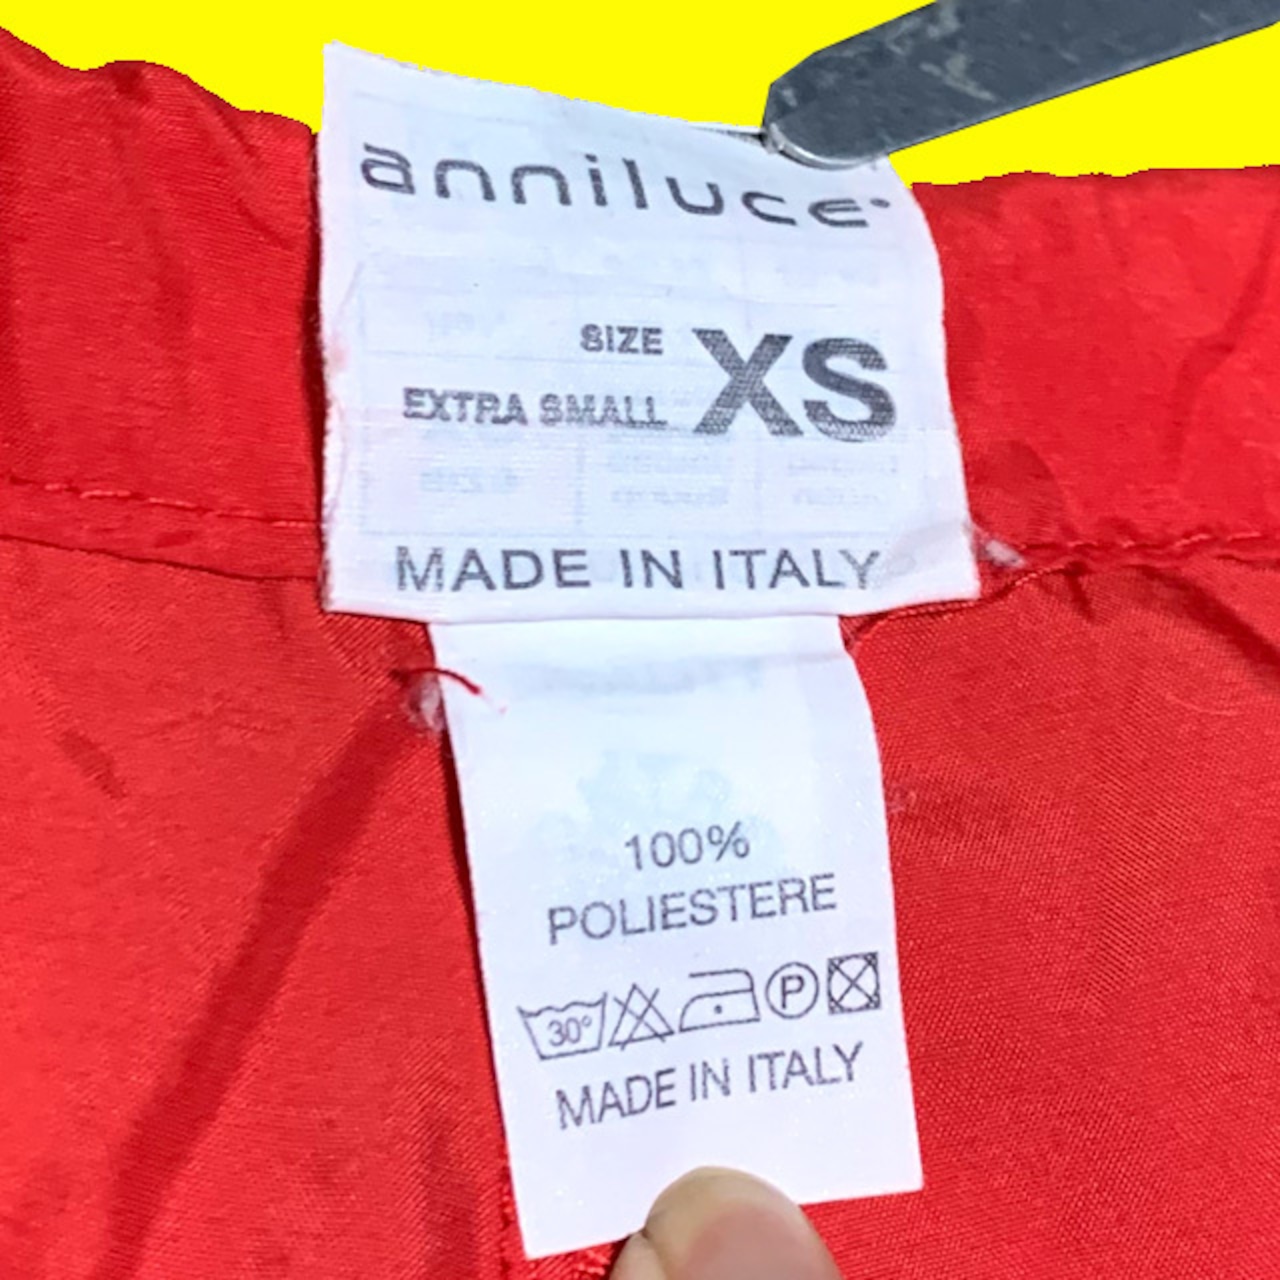 anniluce
SIZE XS
EXTRA SMALL
MADE IN ITALY
100%
POLIESTERE
30° P
MADE IN ITALY